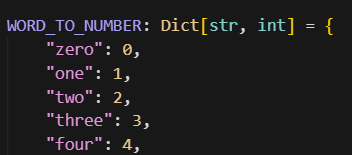 WORD_TO_NUMBER: Dict[str, int] = {
    "zero": 0,
    "one": 1,
    "two": 2,
    "three": 3,
    "four": 4,